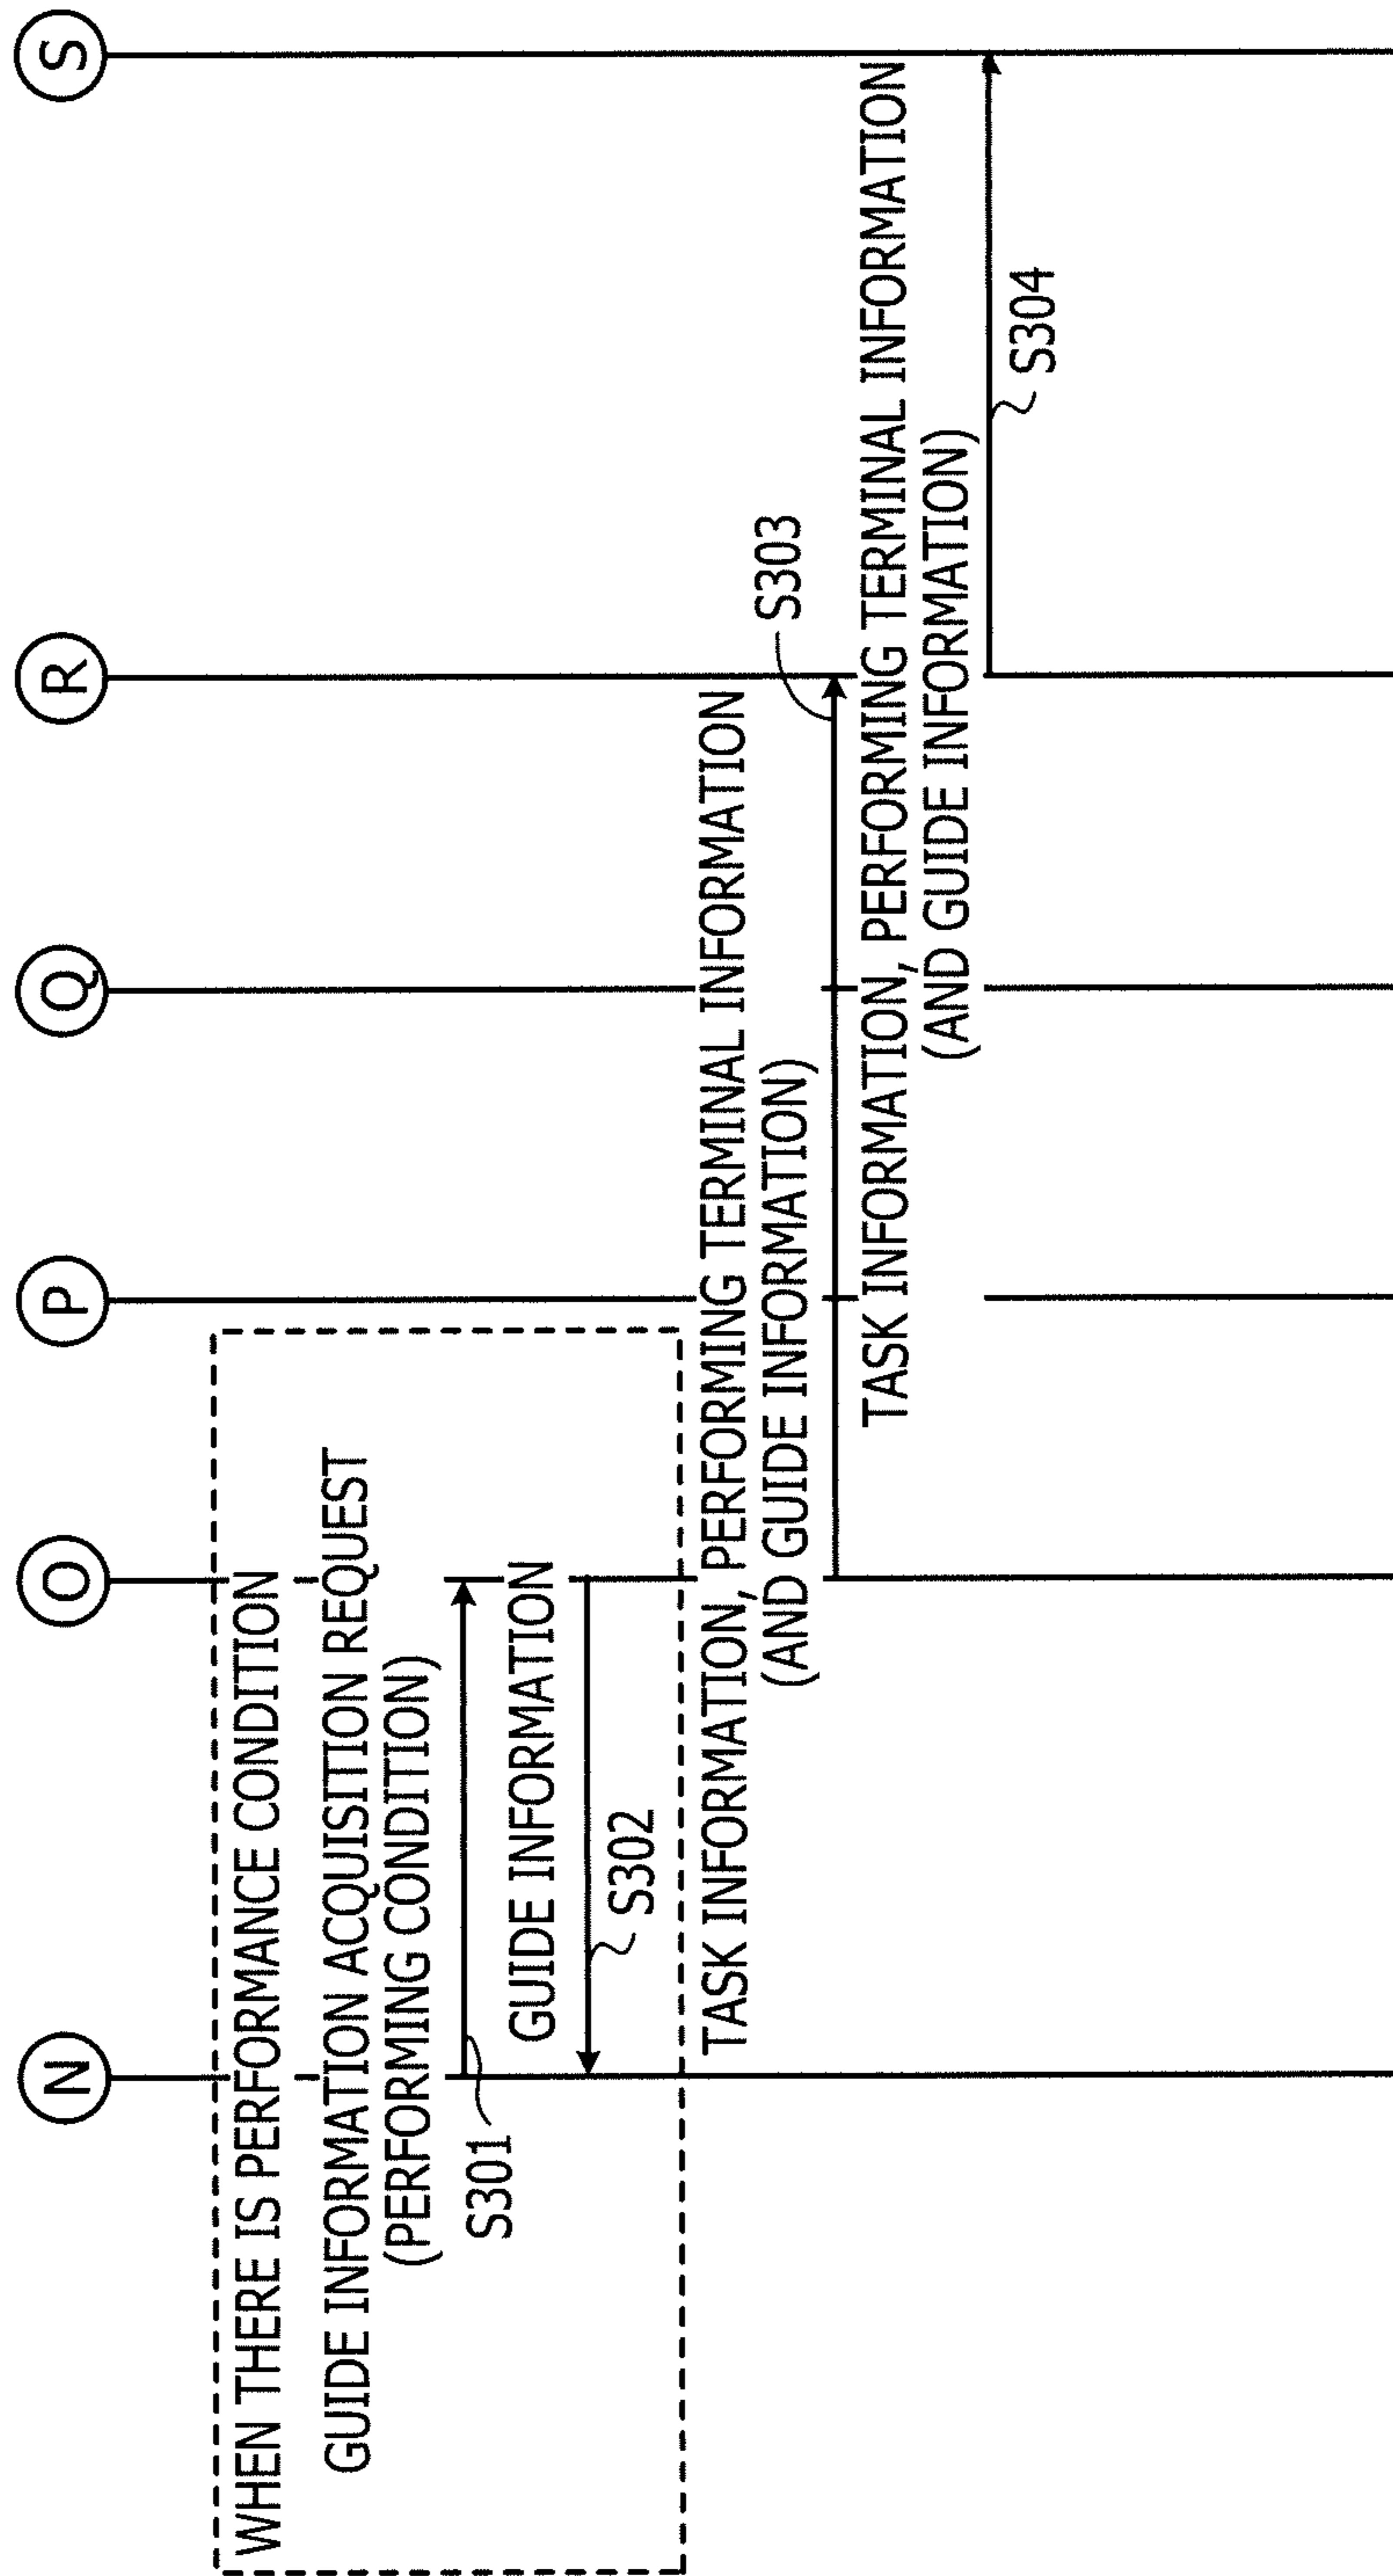 N
O
P
Q
R
S
WHEN THERE IS PERFORMANCE CONDITION
GUIDE INFORMATION ACQUISITION REQUEST
(PERFORMING CONDITION)
S301
GUIDE INFORMATION
S302
TASK INFORMATION, PERFORMING TERMINAL INFORMATION
(AND GUIDE INFORMATION)
S303
TASK INFORMATION, PERFORMING TERMINAL INFORMATION
(AND GUIDE INFORMATION)
S304